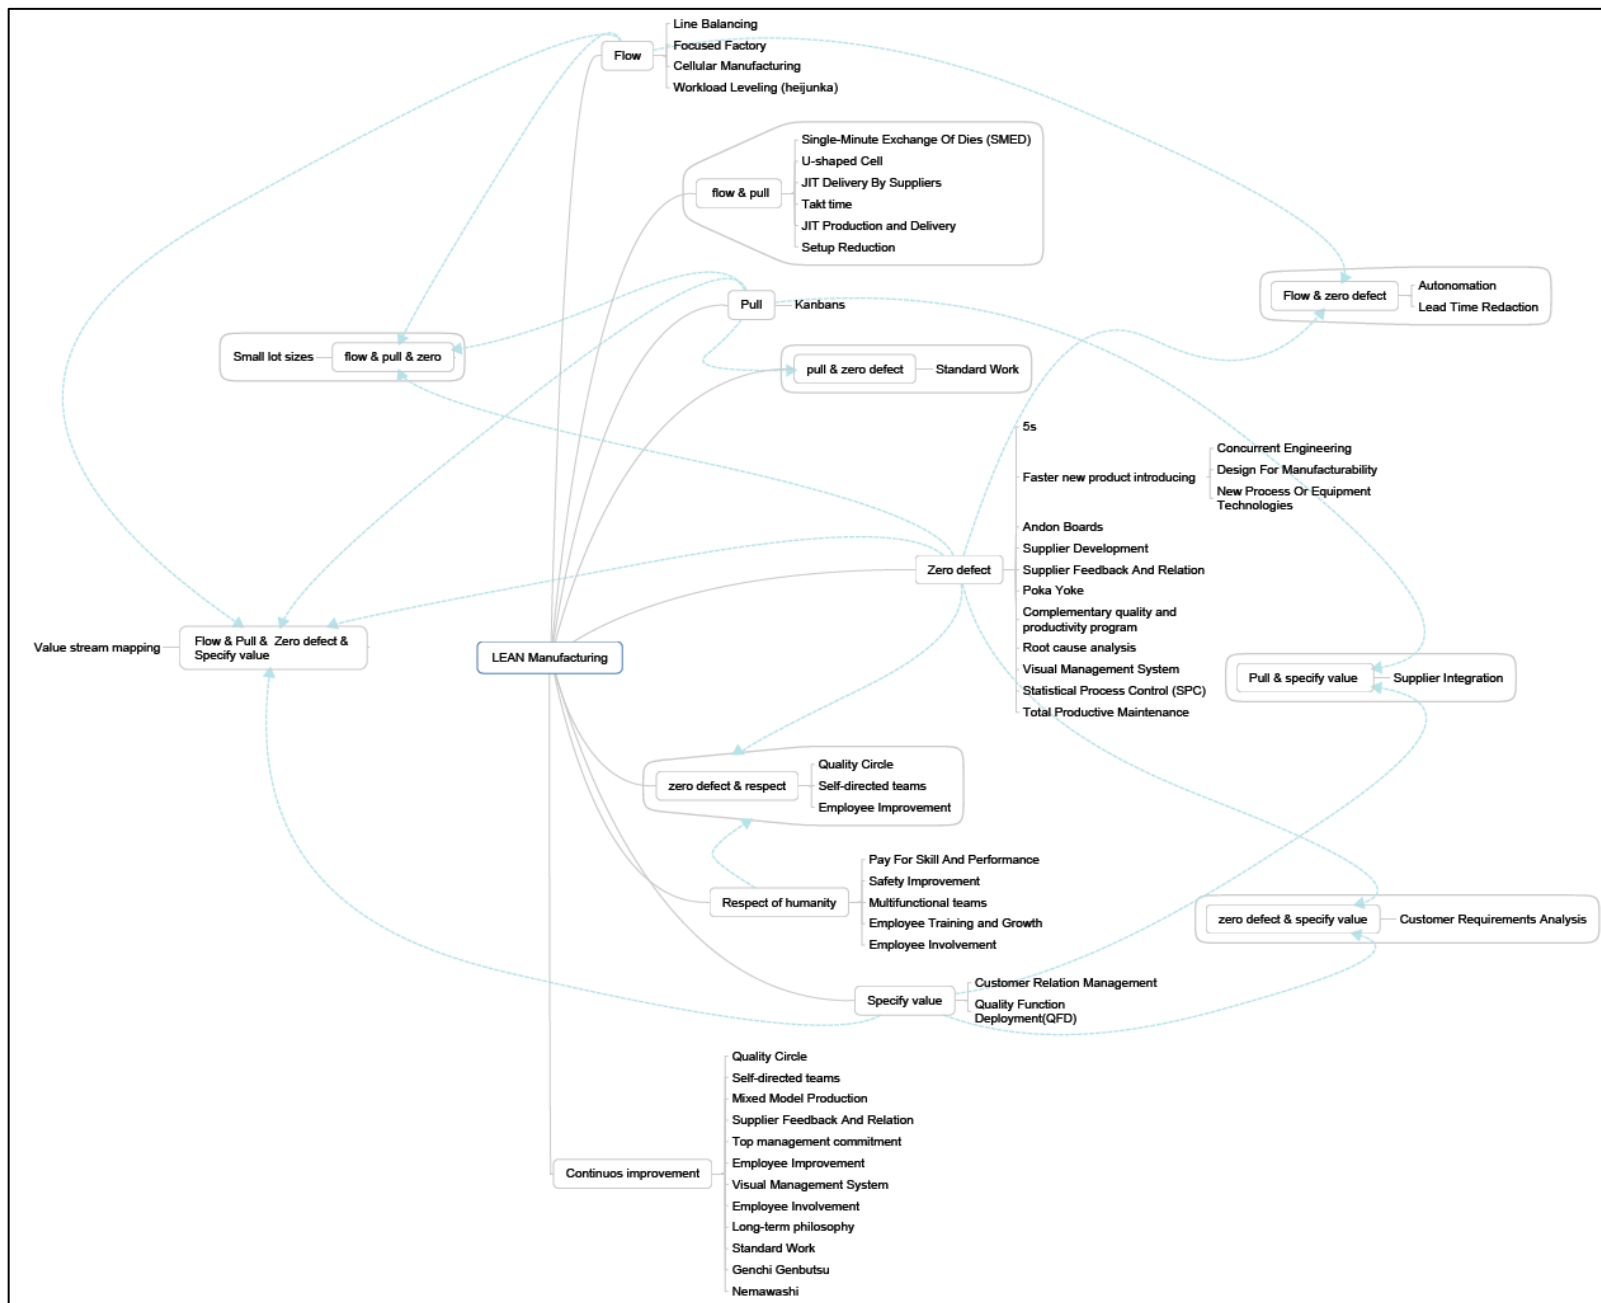 Flow
Line Balancing
Focused Factory
Cellular Manufacturing
Workload Leveling (heijunka)
flow & pull
Single-Minute Exchange Of Dies (SMED)
U-shaped Cell
JIT Delivery By Suppliers
Takt time
JIT Production and Delivery
Setup Reduction
Pull
Kanbans
Flow & zero defect
Autonomation
Lead Time Redaction
Small lot sizes
flow & pull & zero
pull & zero defect
Standard Work
Zero defect
5s
Faster new product introducing
Concurrent Engineering
Design For Manufacturability
New Process Or Equipment
Technologies
Andon Boards
Supplier Development
Supplier Feedback And Relation
Poka Yoke
Complementary quality and
productivity program
Root cause analysis
Visual Management System
Statistical Process Control (SPC)
Total Productive Maintenance
Value stream mapping
Flow & Pull &  Zero defect &
Specify value
LEAN Manufacturing
Pull & specify value
Supplier Integration
zero defect & respect
Quality Circle
Self-directed teams
Employee Improvement
Respect of humanity
Pay For Skill And Performance
Safety Improvement
Multifunctional teams
Employee Training and Growth
Employee Involvement
zero defect & specify value
Customer Requirements Analysis
Specify value
Customer Relation Management
Quality Function
Deployment(QFD)
Continuos improvement
Quality Circle
Self-directed teams
Mixed Model Production
Supplier Feedback And Relation
Top management commitment
Employee Improvement
Visual Management System
Employee Involvement
Long-term philosophy
Standard Work
Genchi Genbutsu
Nemawashi